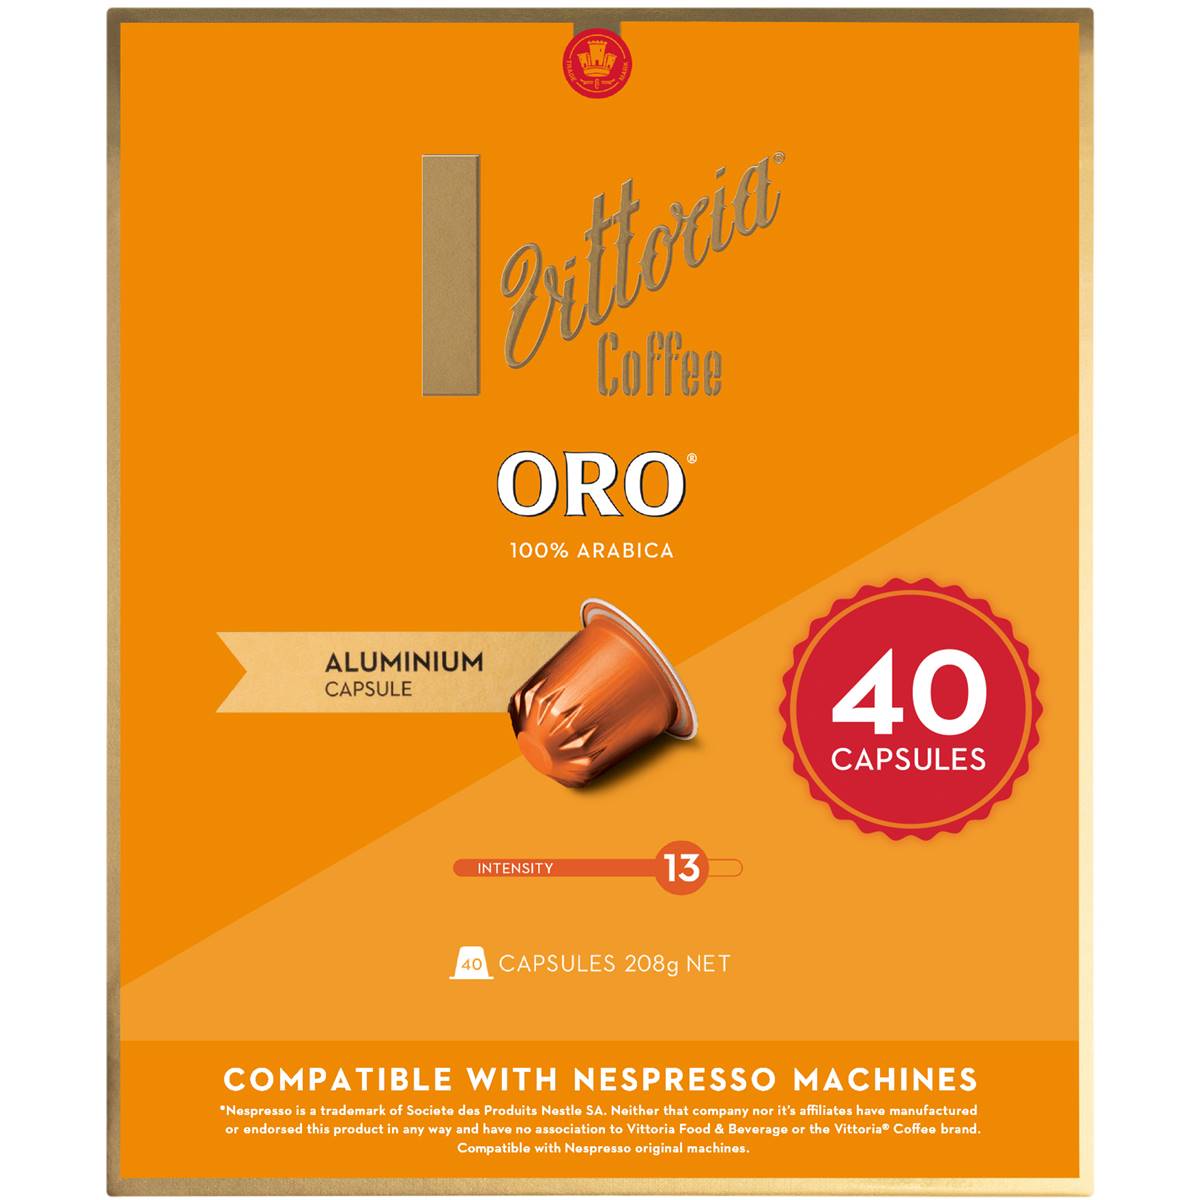 TRADE MARK
Vittoria®
Coffee
ORO®
100% ARABICA
ALUMINIUM
CAPSULE
40
CAPSULES
INTENSITY 13
40 CAPSULES 208g NET
COMPATIBLE WITH NESPRESSO MACHINES
*Nespresso is a trademark of Societe des Produits Nestle SA. Neither that company nor it's affiliates have manufactured
or endorsed this product in any way and have no association to Vittoria Food & Beverage or the Vittoria® Coffee brand.
Compatible with Nespresso original machines.